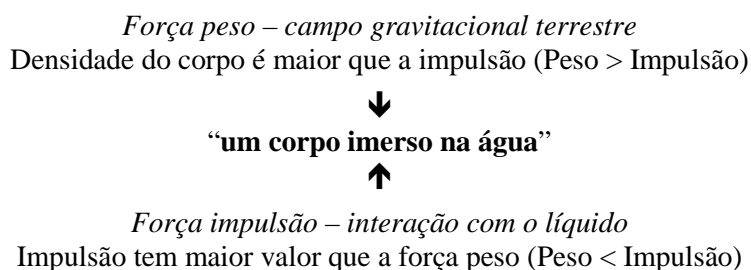 Força peso – campo gravitacional terrestre
Densidade do corpo é maior que a impulsão (Peso > Impulsão)
🡻
“um corpo imerso na água”
🡹
Força impulsão – interação com o líquido
Impulsão tem maior valor que a força peso (Peso < Impulsão)